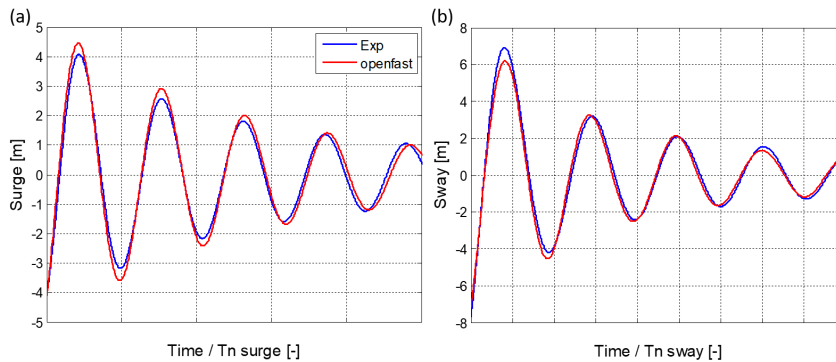 (a)
5
4
3
2
1
0
-1
-2
-3
-4
-5
Surge [m]
Time / Tn surge [-]
Exp
openfast
(b)
8
6
4
2
0
-2
-4
-6
-8
Sway [m]
Time / Tn sway [-]